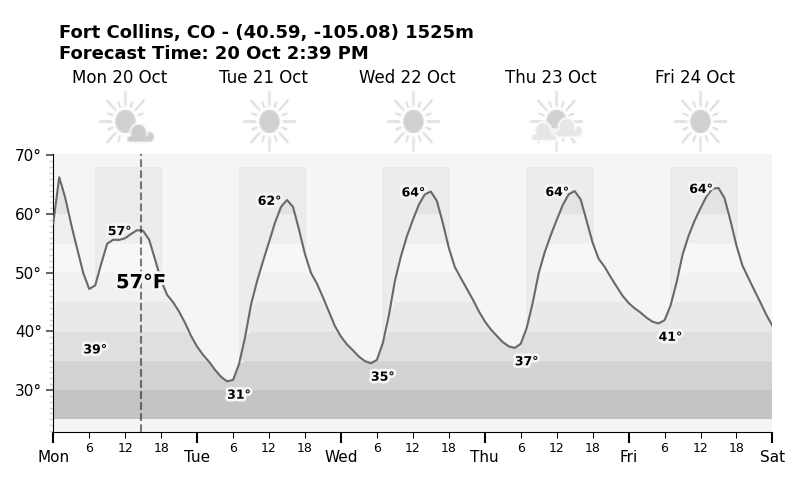 Fort Collins, CO - (40.59, -105.08) 1525m
Forecast Time: 20 Oct 2:39 PM
Mon 20 Oct Tue 21 Oct Wed 22 Oct Thu 23 Oct Fri 24 Oct
70°
60°
50°
40°
30°
57° 62° 64° 64° 64°
57°F
39° 31° 35° 37° 41°
6 12 18 6 12 18 6 12 18 6 12 18 6 12 18
Mon Tue Wed Thu Fri Sat